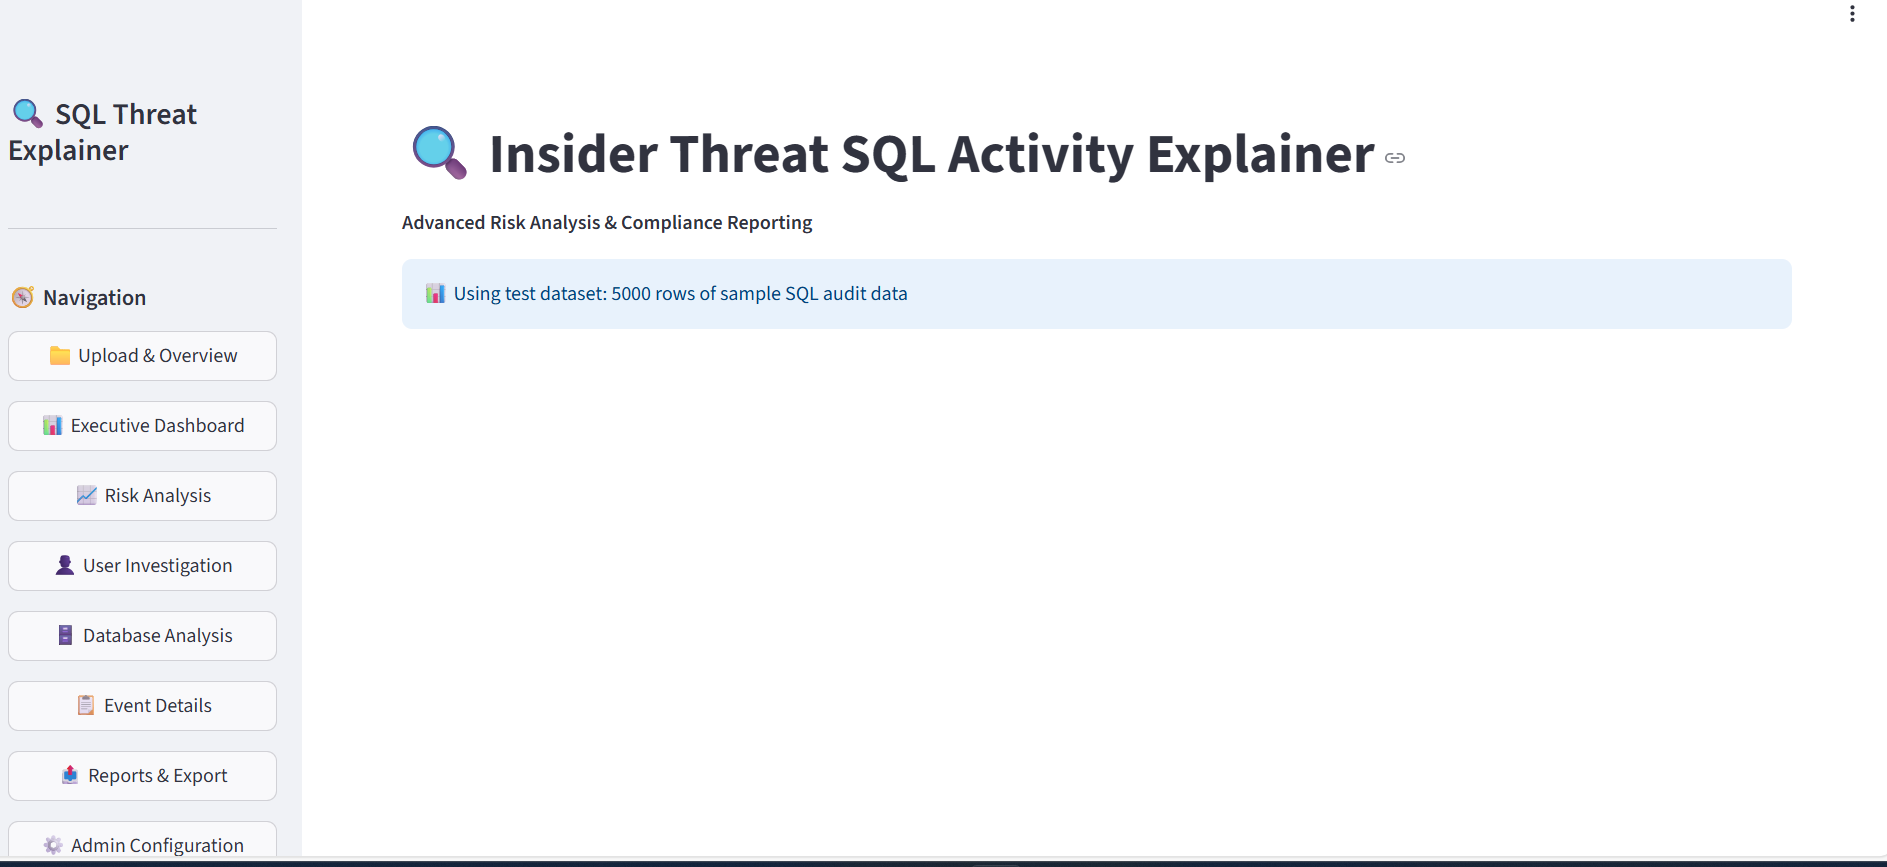 SQL Threat
Explainer
Navigation
Upload & Overview
Executive Dashboard
Risk Analysis
User Investigation
Database Analysis
Event Details
Reports & Export
Admin Configuration
Insider Threat SQL Activity Explainer
Advanced Risk Analysis & Compliance Reporting
Using test dataset: 5000 rows of sample SQL audit data